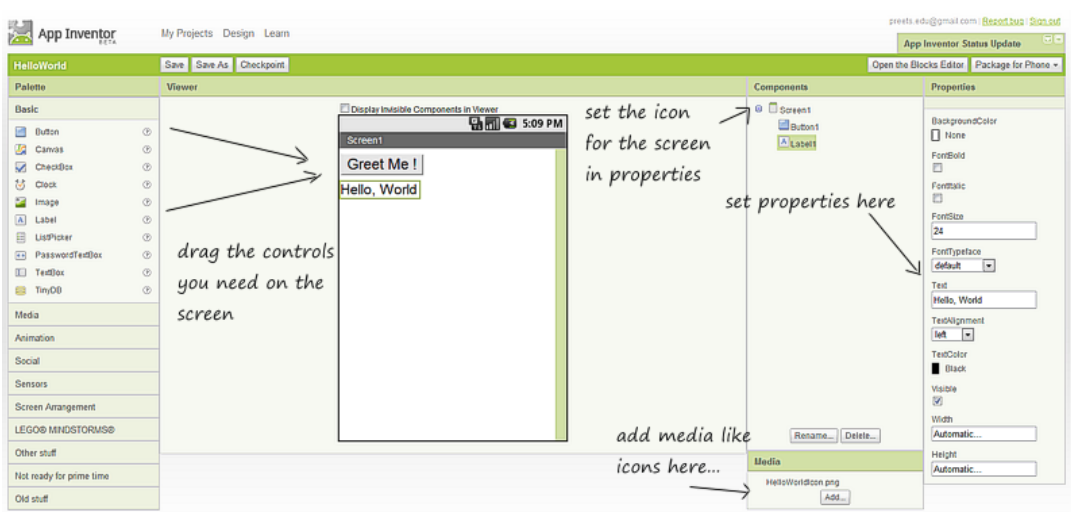 preets.edu@gmail.com | Report bug | Sign out
App Inventor
BETA
My Projects Design Learn
App Inventor Status Update
HelloWorld
Save Save As Checkpoint
Open the Blocks Editor Package for Phone
Palette
Basic
Button
Canvas
CheckBox
Clock
Image
Label
ListPicker
PasswordTextBox
TextBox
TinyDB
Media
Animation
Social
Sensors
Screen Arrangement
LEGO® MINDSTORMS®
Other stuff
Not ready for prime time
Old stuff
drag the controls
you need on the
screen
Viewer
Display Invisible Components in Viewer
5:09 PM
Screen1
Greet Me !
Hello, World
set the icon
for the screen
in properties
set properties here
add media like
icons here...
Components
Screen1
Button1
Label1
Rename... Delete...
Media
HelloWorldIcon.png
Add...
Properties
BackgroundColor
None
FontBold
FontItalic
FontSize
24
FontTypeface
default
Text
Hello, World
TextAlignment
left
TextColor
Black
Visible
Width
Automatic...
Height
Automatic...